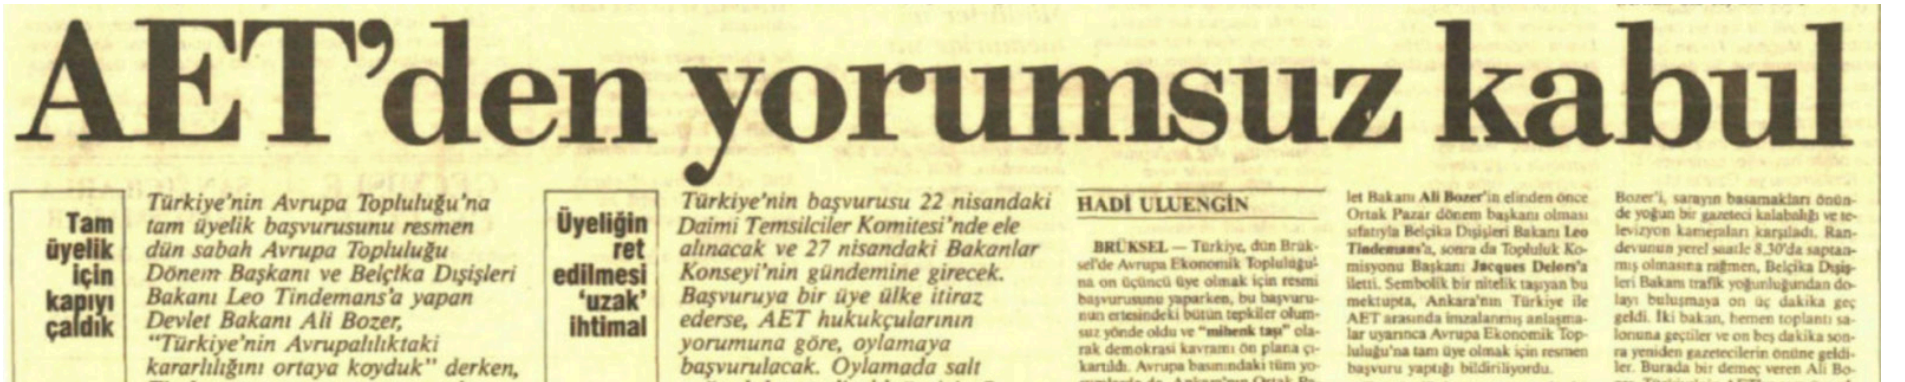 AET'den yorumsuz kabul
Tam
üyelik
için
kapıyı
çaldık
Türkiye'nin Avrupa Topluluğu'na
tam üyelik başvurusunu resmen
dün sabah Avrupa Topluluğu
Dönem Başkanı ve Belçika Dışişleri
Bakanı Leo Tindemans'a yapan
Devlet Bakanı Ali Bozer,
“Türkiye'nin Avrupalılıktaki
kararlılığını ortaya koyduk” derken,
Üyeliğin
ret
edilmesi
‘uzak’
ihtimal
Türkiye'nin başvurusu 22 nisandaki
Daimi Temsilciler Komitesi'nde ele
alınacak ve 27 nisandaki Bakanlar
Konseyi'nin gündemine girecek.
Başvuruya bir üye ülke itiraz
ederse, AET hukukçularının
yorumuna göre, oylamaya
başvurulacak. Oylamada salt
HADİ ULUENGİN
BRÜKSEL — Türkiye, dün Brük-
sel'de Avrupa Ekonomik Topluluğu'-
na on üçüncü üye olmak için resmi
başvurusunu yaparken, bu başvuru-
nun ertesindeki bütün tepkiler olum-
suz yönde oldu ve “mihenk taşı” ola-
rak demokrasi kavramı ön plana çı-
kartıldı. Avrupa basınındaki tüm yo-
let Bakanı Ali Bozer'in elinden önce
Ortak Pazar dönem başkanı olması
sıfatıyla Belçika Dışişleri Bakanı Leo
Tindemans'a, sonra da Topluluk Ko-
misyonu Başkanı Jacques Delors'a
iletti. Sembolik bir nitelik taşıyan bu
mektupta, Ankara'nın Türkiye ile
AET arasında imzalanmış anlaşma-
lar uyarınca Avrupa Ekonomik Top-
luluğu'na tam üye olmak için resmen
başvuru yaptığı bildiriliyordu.
Bozer'i, sarayın basamakları önün-
de yoğun bir gazeteci kalabalığı ve te-
levizyon kameraları karşıladı. Ran-
devunun yerel saatle 8.30'da saptan-
mış olmasına rağmen, Belçika Dışiş-
leri Bakanı trafik yoğunluğundan do-
layı buluşmaya on üç dakika geç
geldi. İki bakan, hemen toplantı sa-
lonuna geçtiler ve on beş dakika son-
ra yeniden gazetecilerin önüne geldi-
ler. Burada bir demeç veren Ali Bo-